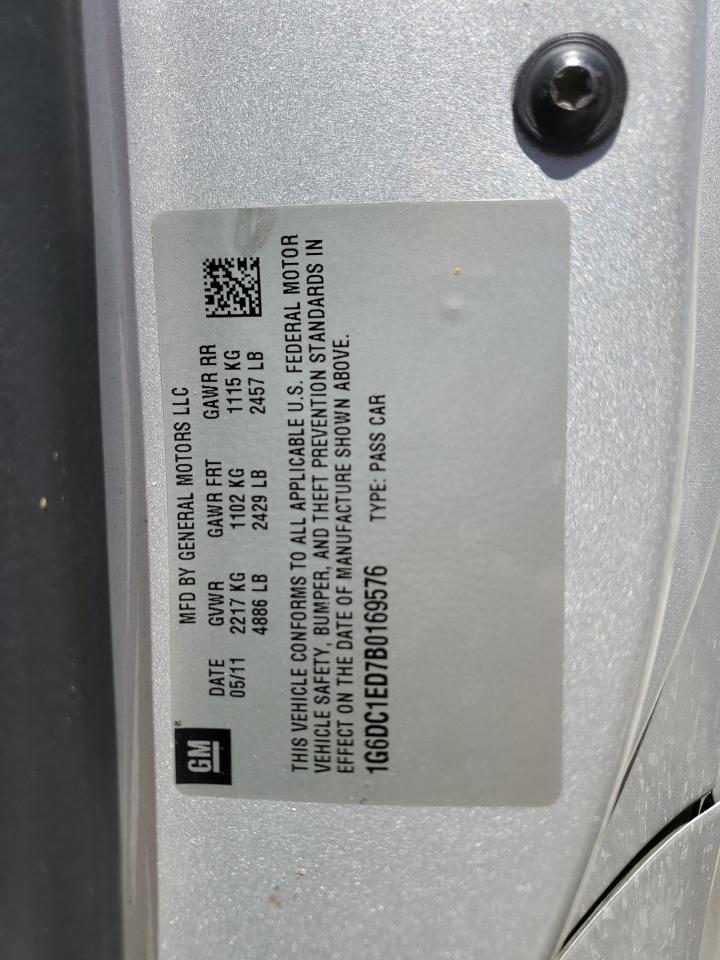 GM
MFD BY GENERAL MOTORS LLC
DATE GVWR GAWR FRT GAWR RR
05/11 2217 KG 1102 KG 1115 KG
4886 LB 2429 LB 2457 LB
THIS VEHICLE CONFORMS TO ALL APPLICABLE U.S. FEDERAL MOTOR
VEHICLE SAFETY, BUMPER, AND THEFT PREVENTION STANDARDS IN
EFFECT ON THE DATE OF MANUFACTURE SHOWN ABOVE.
1G6DC1ED7B0169576 TYPE: PASS CAR